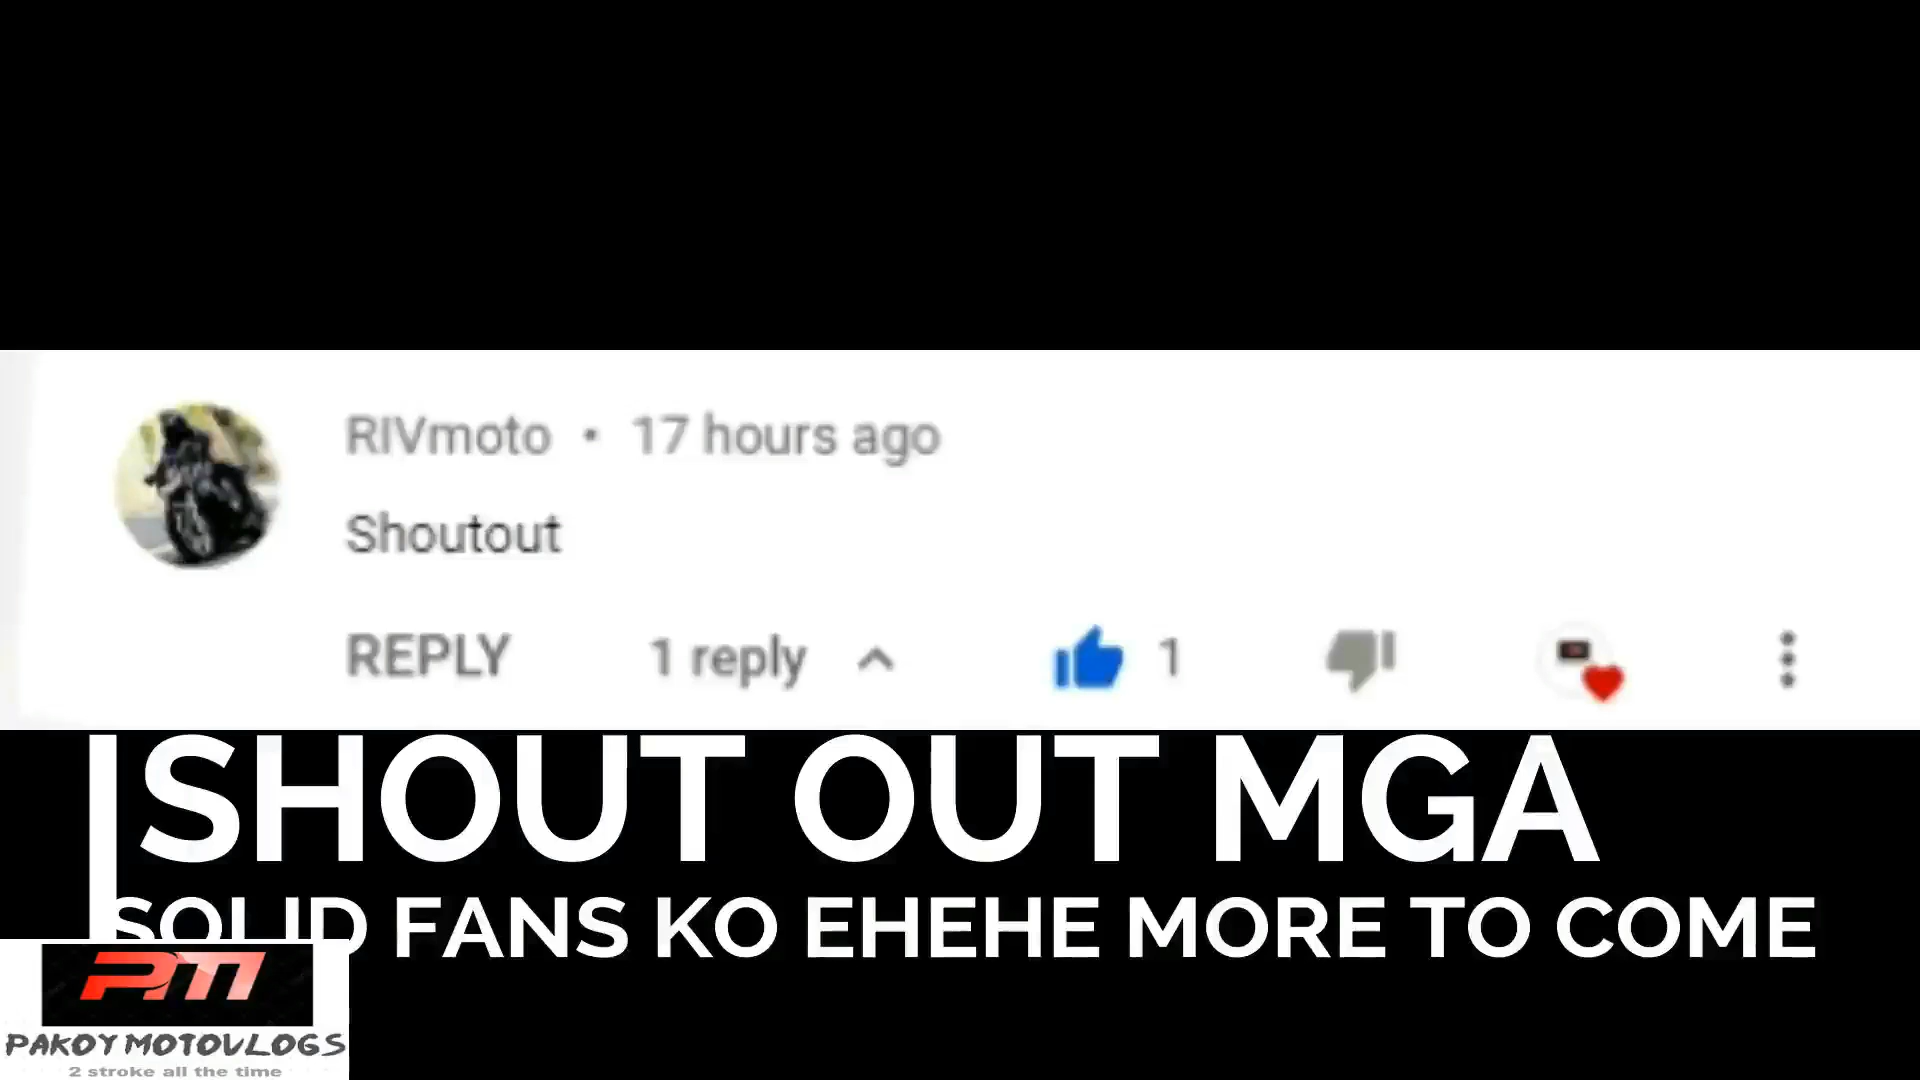 RIVmoto • 17 hours ago
Shoutout
REPLY 1 reply 1
SHOUT OUT MGA
SOLID FANS KO EHEHE MORE TO COME
PM
PAKOY MOTOVLOGS
2 stroke all the time